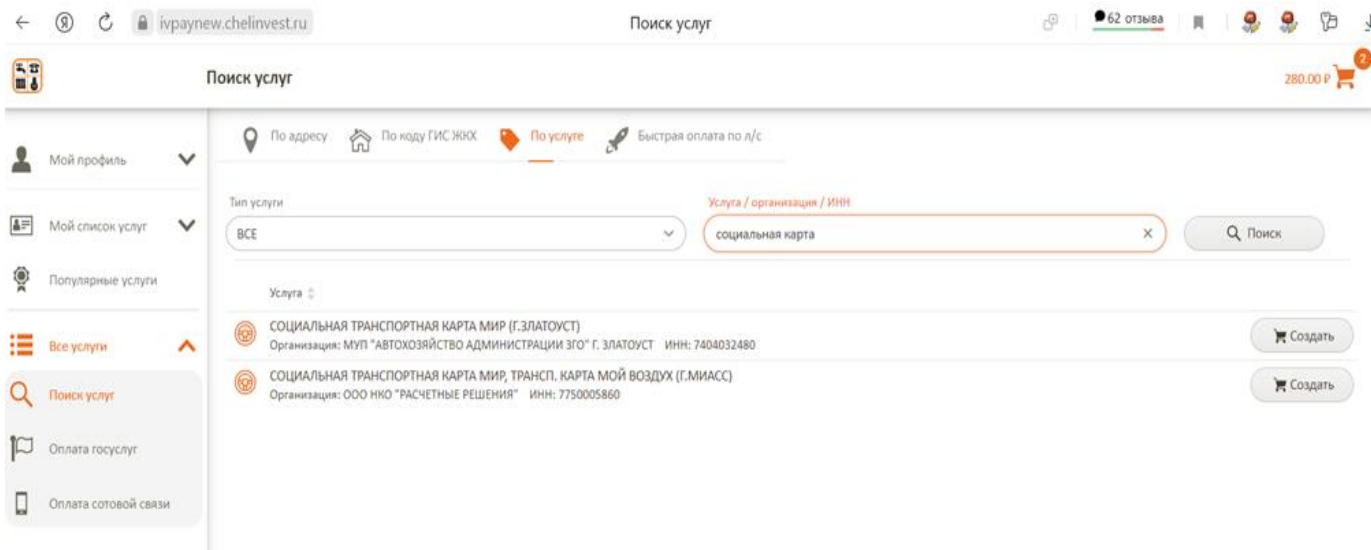 ivpaynew.chelinvest.ru
Поиск услуг
62 отзыва
Поиск услуг
280.00 ₽
2
Мой профиль
Мой список услуг
Популярные услуги
Все услуги
Поиск услуг
Оплата госуслуг
Оплата сотовой связи
По адресу
По коду ГИС ЖКХ
По услуге
Быстрая оплата по л/с
Тип услуги
ВСЕ
Услуга / организация / ИНН
социальная карта
Поиск
Услуга
СОЦИАЛЬНАЯ ТРАНСПОРТНАЯ КАРТА МИР (Г.ЗЛАТОУСТ)
Организация: МУП "АВТОХОЗЯЙСТВО АДМИНИСТРАЦИИ ЗГО" Г. ЗЛАТОУСТ ИНН: 7404032480
Создать
СОЦИАЛЬНАЯ ТРАНСПОРТНАЯ КАРТА МИР, ТРАНСП. КАРТА МОЙ ВОЗДУХ (Г.МИАСС)
Организация: ООО НКО "РАСЧЕТНЫЕ РЕШЕНИЯ" ИНН: 7750005860
Создать